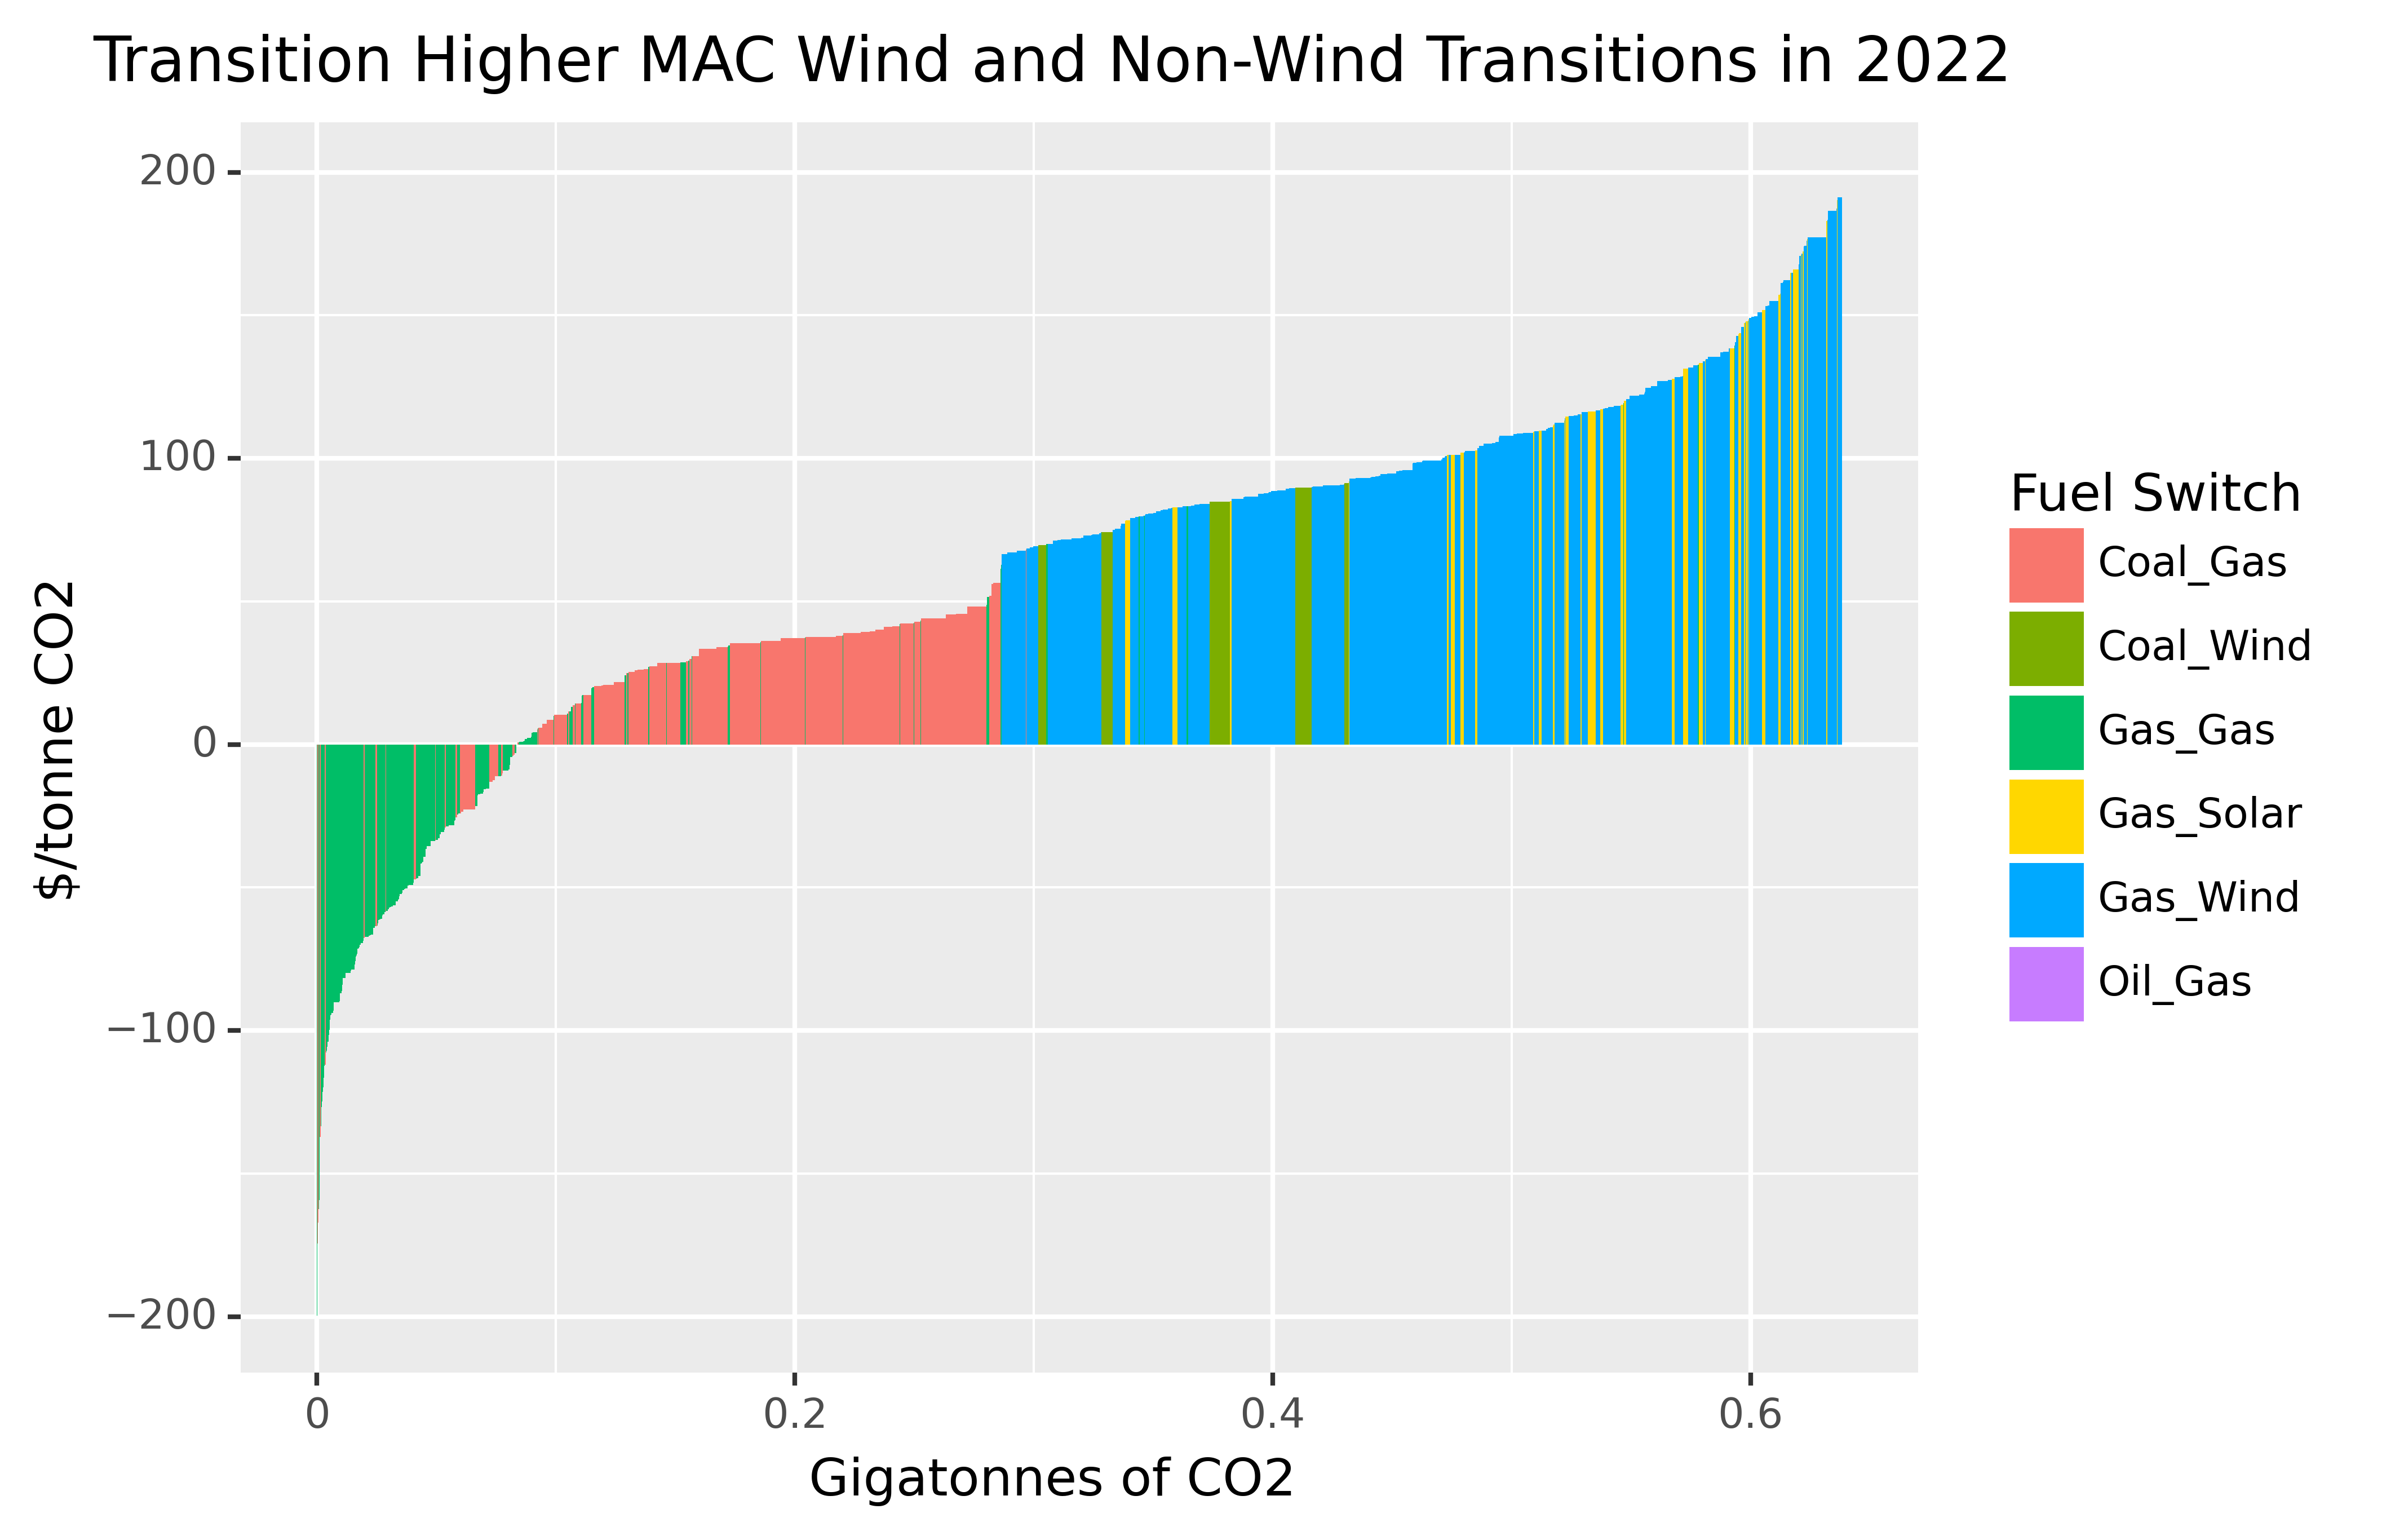 Transition Higher MAC Wind and Non-Wind Transitions in 2022
200
100
0
−100
−200
$/tonne CO2
0
0.2
0.4
0.6
Gigatonnes of CO2
Fuel Switch
Coal_Gas
Coal_Wind
Gas_Gas
Gas_Solar
Gas_Wind
Oil_Gas